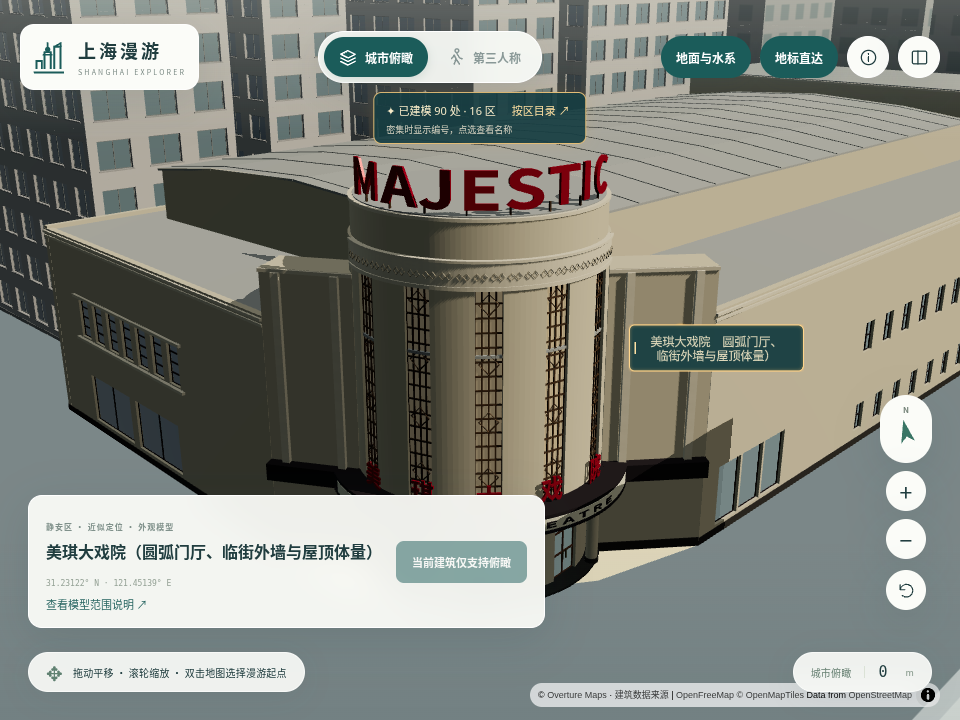 上海漫游
SHANGHAI EXPLORER
城市俯瞰
第三人称
地面与水系
地标直达
✦ 已建模 90 处 · 16 区 按区目录 ↗
密集时显示编号，点选查看名称
MAJESTIC
美琪大戏院 圆弧门厅、
临街外墙与屋顶体量）
N
静安区 · 近似定位 · 外观模型
美琪大戏院（圆弧门厅、临街外墙与屋顶体量）
31.23122° N · 121.45139° E
查看模型范围说明 ↗
当前建筑仅支持俯瞰
EATRE
拖动平移 · 滚轮缩放 · 双击地图选择漫游起点
城市俯瞰 0 m
© Overture Maps · 建筑数据来源 | OpenFreeMap © OpenMapTiles Data from OpenStreetMap